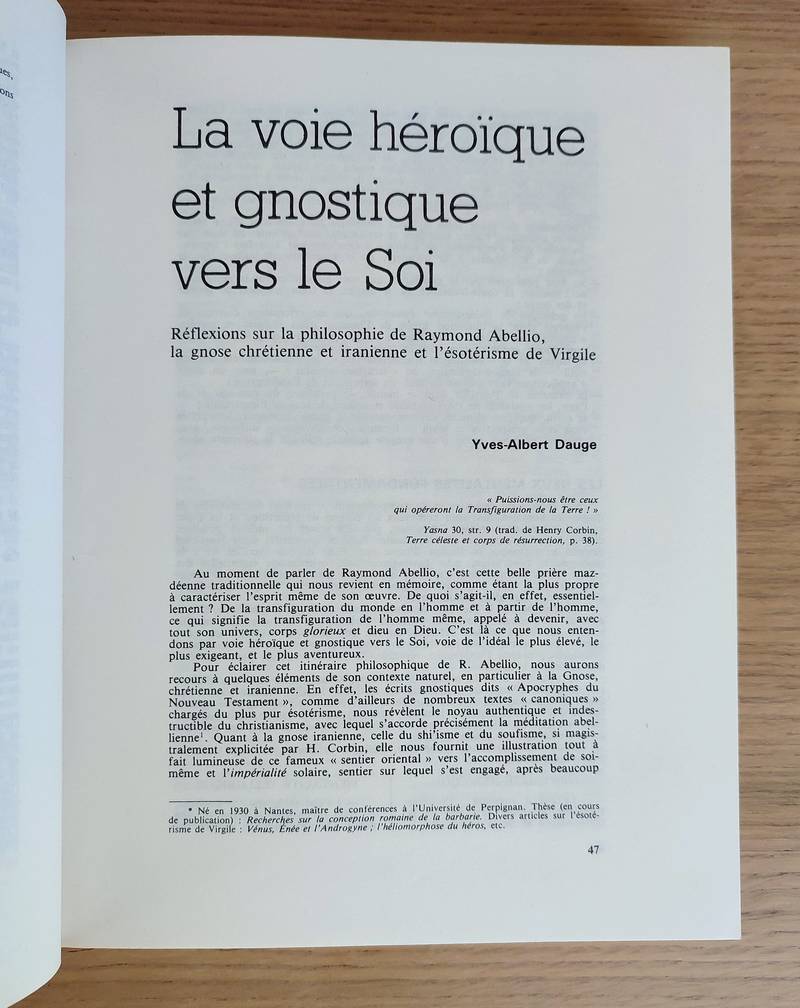 ues,
ons
La voie héroïque
et gnostique
vers le Soi
Réflexions sur la philosophie de Raymond Abellio,
la gnose chrétienne et iranienne et l'ésotérisme de Virgile
Yves-Albert Dauge
« Puissions-nous être ceux
qui opéreront la Transfiguration de la Terre ! »
Yasna 30, str. 9 (trad. de Henry Corbin,
Terre céleste et corps de résurrection, p. 38).
Au moment de parler de Raymond Abellio, c'est cette belle prière maz-
déenne traditionnelle qui nous revient en mémoire, comme étant la plus propre
à caractériser l'esprit même de son œuvre. De quoi s'agit-il, en effet, essentiel-
lement ? De la transfiguration du monde en l'homme et à partir de l'homme,
ce qui signifie la transfiguration de l'homme même, appelé à devenir, avec
tout son univers, corps glorieux et dieu en Dieu. C'est là ce que nous enten-
dons par voie héroïque et gnostique vers le Soi, voie de l'idéal le plus élevé, le
plus exigeant, et le plus aventureux.
Pour éclairer cet itinéraire philosophique de R. Abellio, nous aurons
recours à quelques éléments de son contexte naturel, en particulier à la Gnose,
chrétienne et iranienne. En effet, les écrits gnostiques dits « Apocryphes du
Nouveau Testament », comme d'ailleurs de nombreux textes « canoniques »
chargés du plus pur ésotérisme, nous révèlent le noyau authentique et indes-
tructible du christianisme, avec lequel s'accorde précisément la méditation abel-
lienne¹. Quant à la gnose iranienne, celle du shi'isme et du soufisme, si magis-
tralement explicitée par H. Corbin, elle nous fournit une illustration tout à
fait lumineuse de ce fameux « sentier oriental » vers l'accomplissement de soi-
même et l'impérialité solaire, sentier sur lequel s'est engagé, après beaucoup
* Né en 1930 à Nantes, maître de conférences à l'Université de Perpignan. Thèse (en cours
de publication) : Recherches sur la conception romaine de la barbarie. Divers articles sur l'ésoté-
risme de Virgile : Vénus, Enée et l'Androgyne ; l'héliomorphose du héros, etc.
47